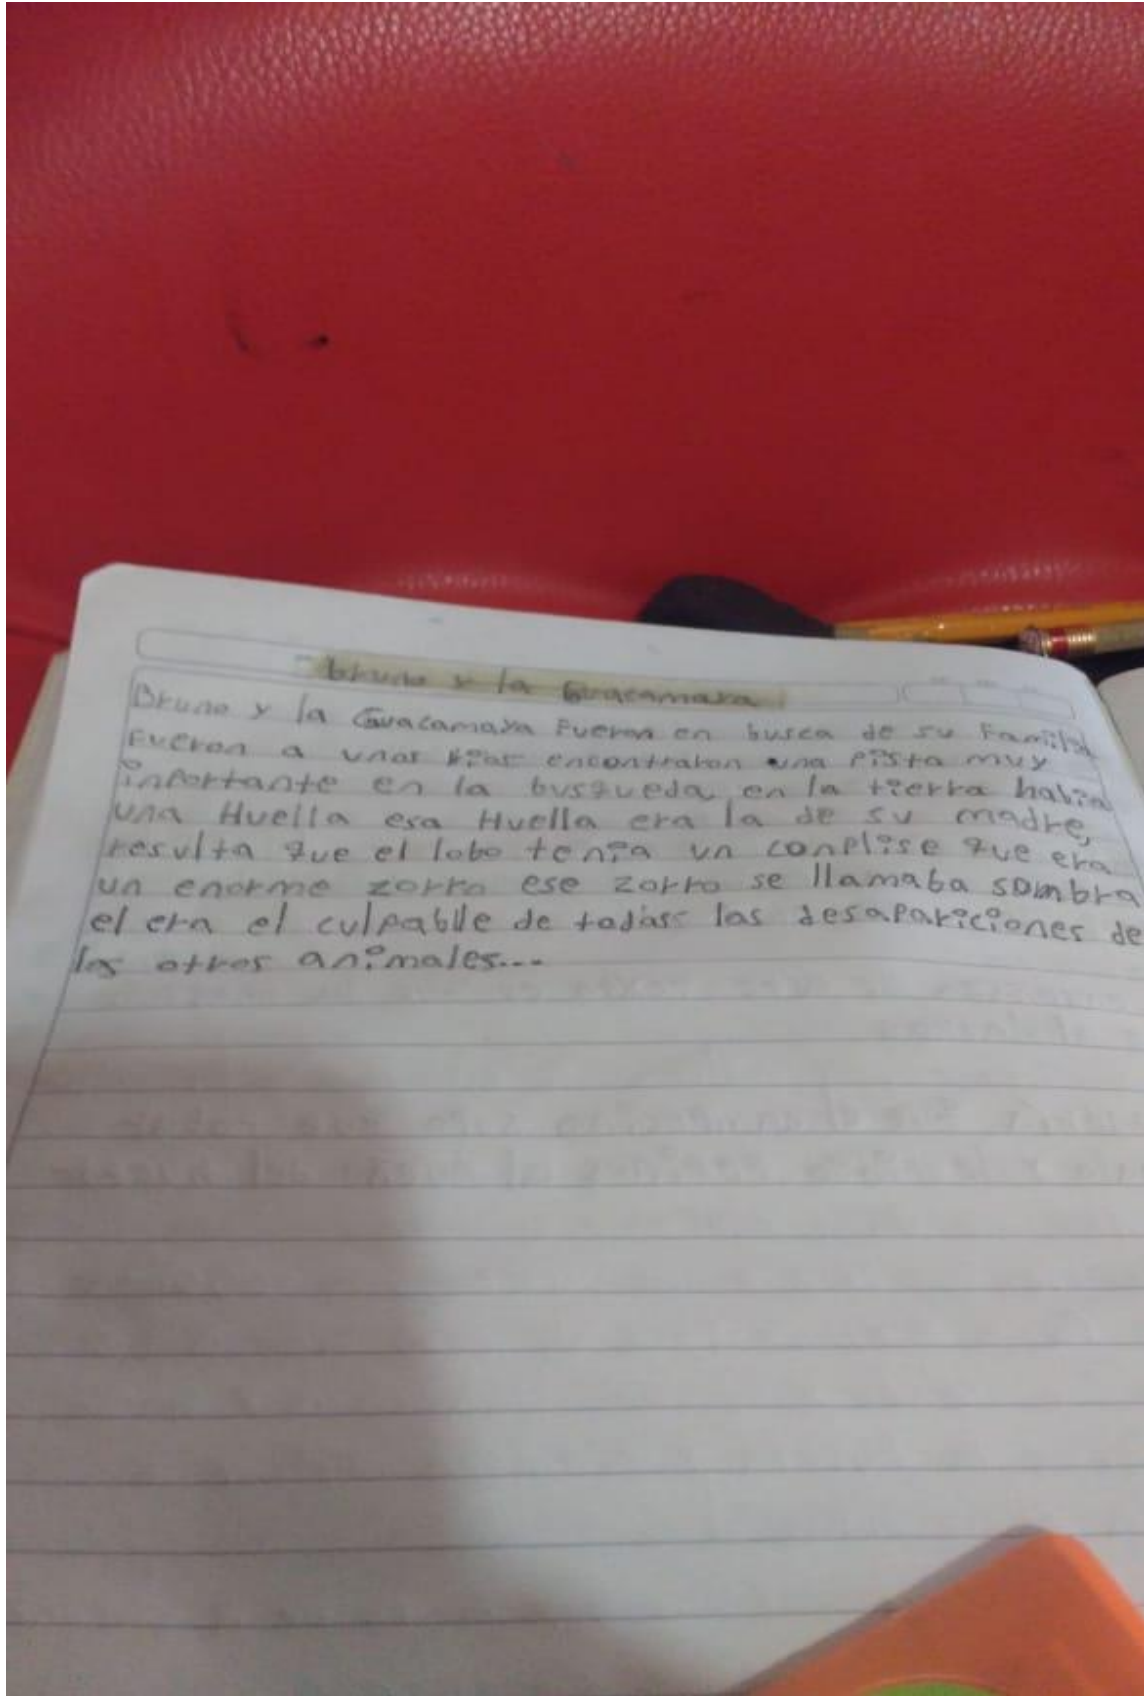 bruno y la Guacamaya
Bruno y la Guacamaya Fueron en busca de su Familia
Fueron a unas encontraron una Pista muy
inportante en la busqueda, en la tierra habia
una Huella esa Huella era la de su madre,
resulta que el lobo tenia un conplise que era
un enorme zorro ese zorro se llamaba sombra
el era el culpable de todas las desapariciones de
los otros animales...